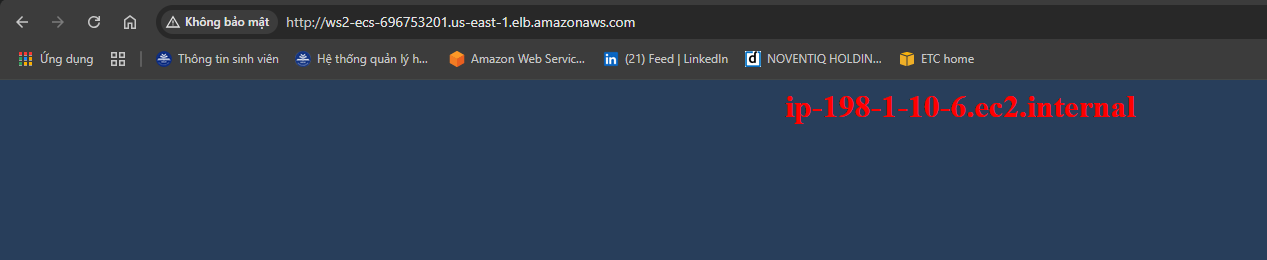 Không bảo mật http://ws2-ecs-696753201.us-east-1.elb.amazonaws.com
Ứng dụng Thông tin sinh viên Hệ thống quản lý h... Amazon Web Servic... (21) Feed | LinkedIn NOVENTIQ HOLDIN... ETC home
ip-198-1-10-6.ec2.internal